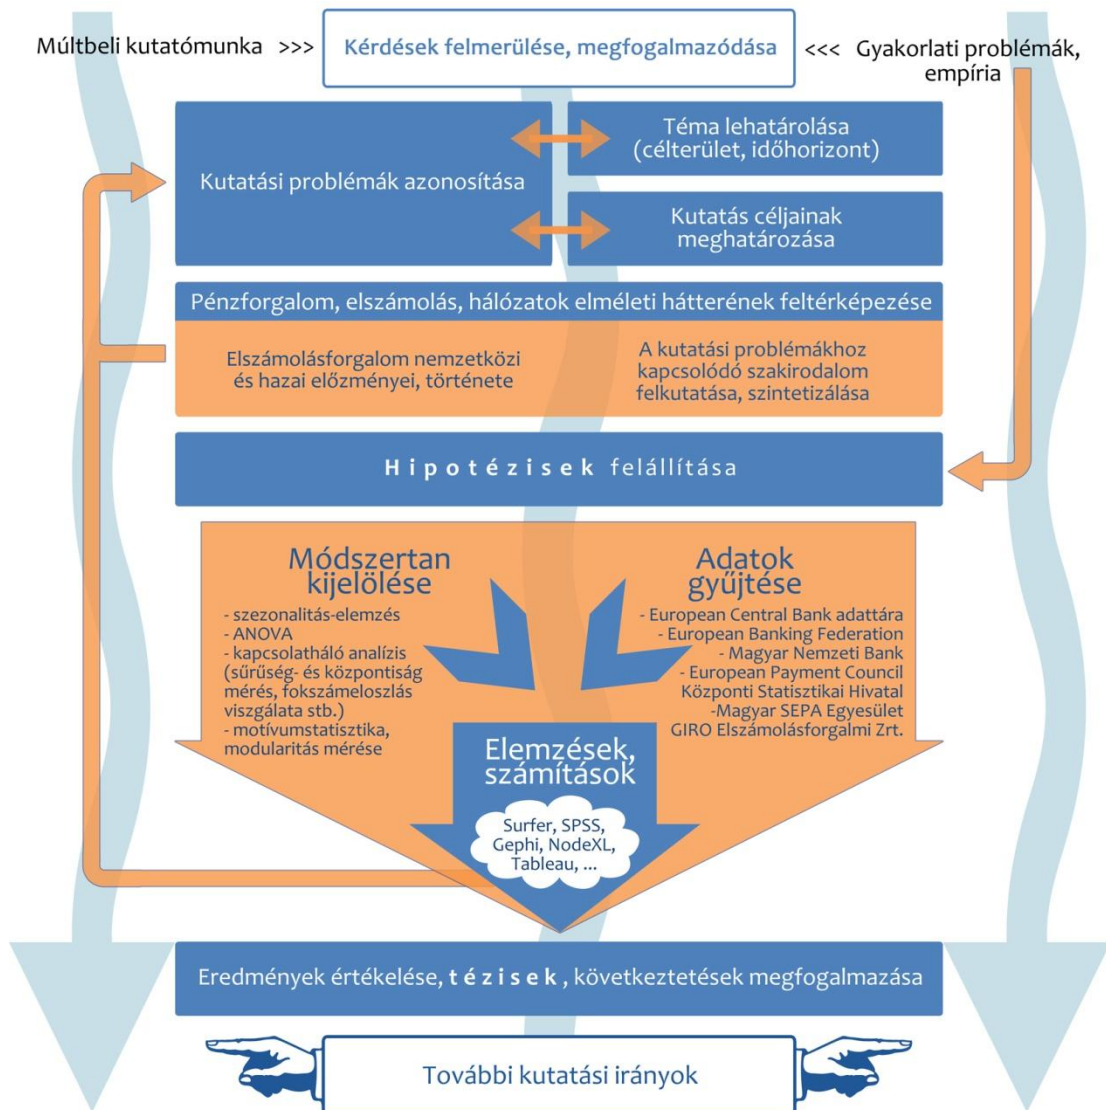 Múltbeli kutatómunka >>>
Kérdések felmerülése, megfogalmazódása
<<< Gyakorlati problémák,
empíria
Kutatási problémák azonosítása
Téma lehatárolása
(célterület, időhorizont)
Kutatás céljainak
meghatározása
Pénzforgalom, elszámolás, hálózatok elméleti hátterének feltérképezése
Elszámolásforgalom nemzetközi
és hazai előzményei, története
A kutatási problémákhoz
kapcsolódó szakirodalom
felkutatása, szintetizálása
Hipotézisek felállítása
Módszertan
kijelölése
- szezonalitás-elemzés
- ANOVA
- kapcsolatháló analízis
(sűrűség- és központiság
mérés, fokszámeloszlás
viszgálata stb.)
- motívumstatisztika,
modularitás mérése
Adatok
gyűjtése
- European Central Bank adattára
- European Banking Federation
- Magyar Nemzeti Bank
- European Payment Council
Központi Statisztikai Hivatal
-Magyar SEPA Egyesület
GIRO Elszámolásforgalmi Zrt.
Elemzések,
számítások
Surfer, SPSS,
Gephi, NodeXL,
Tableau, ...
Eredmények értékelése, tézisek, következtetések megfogalmazása
További kutatási irányok